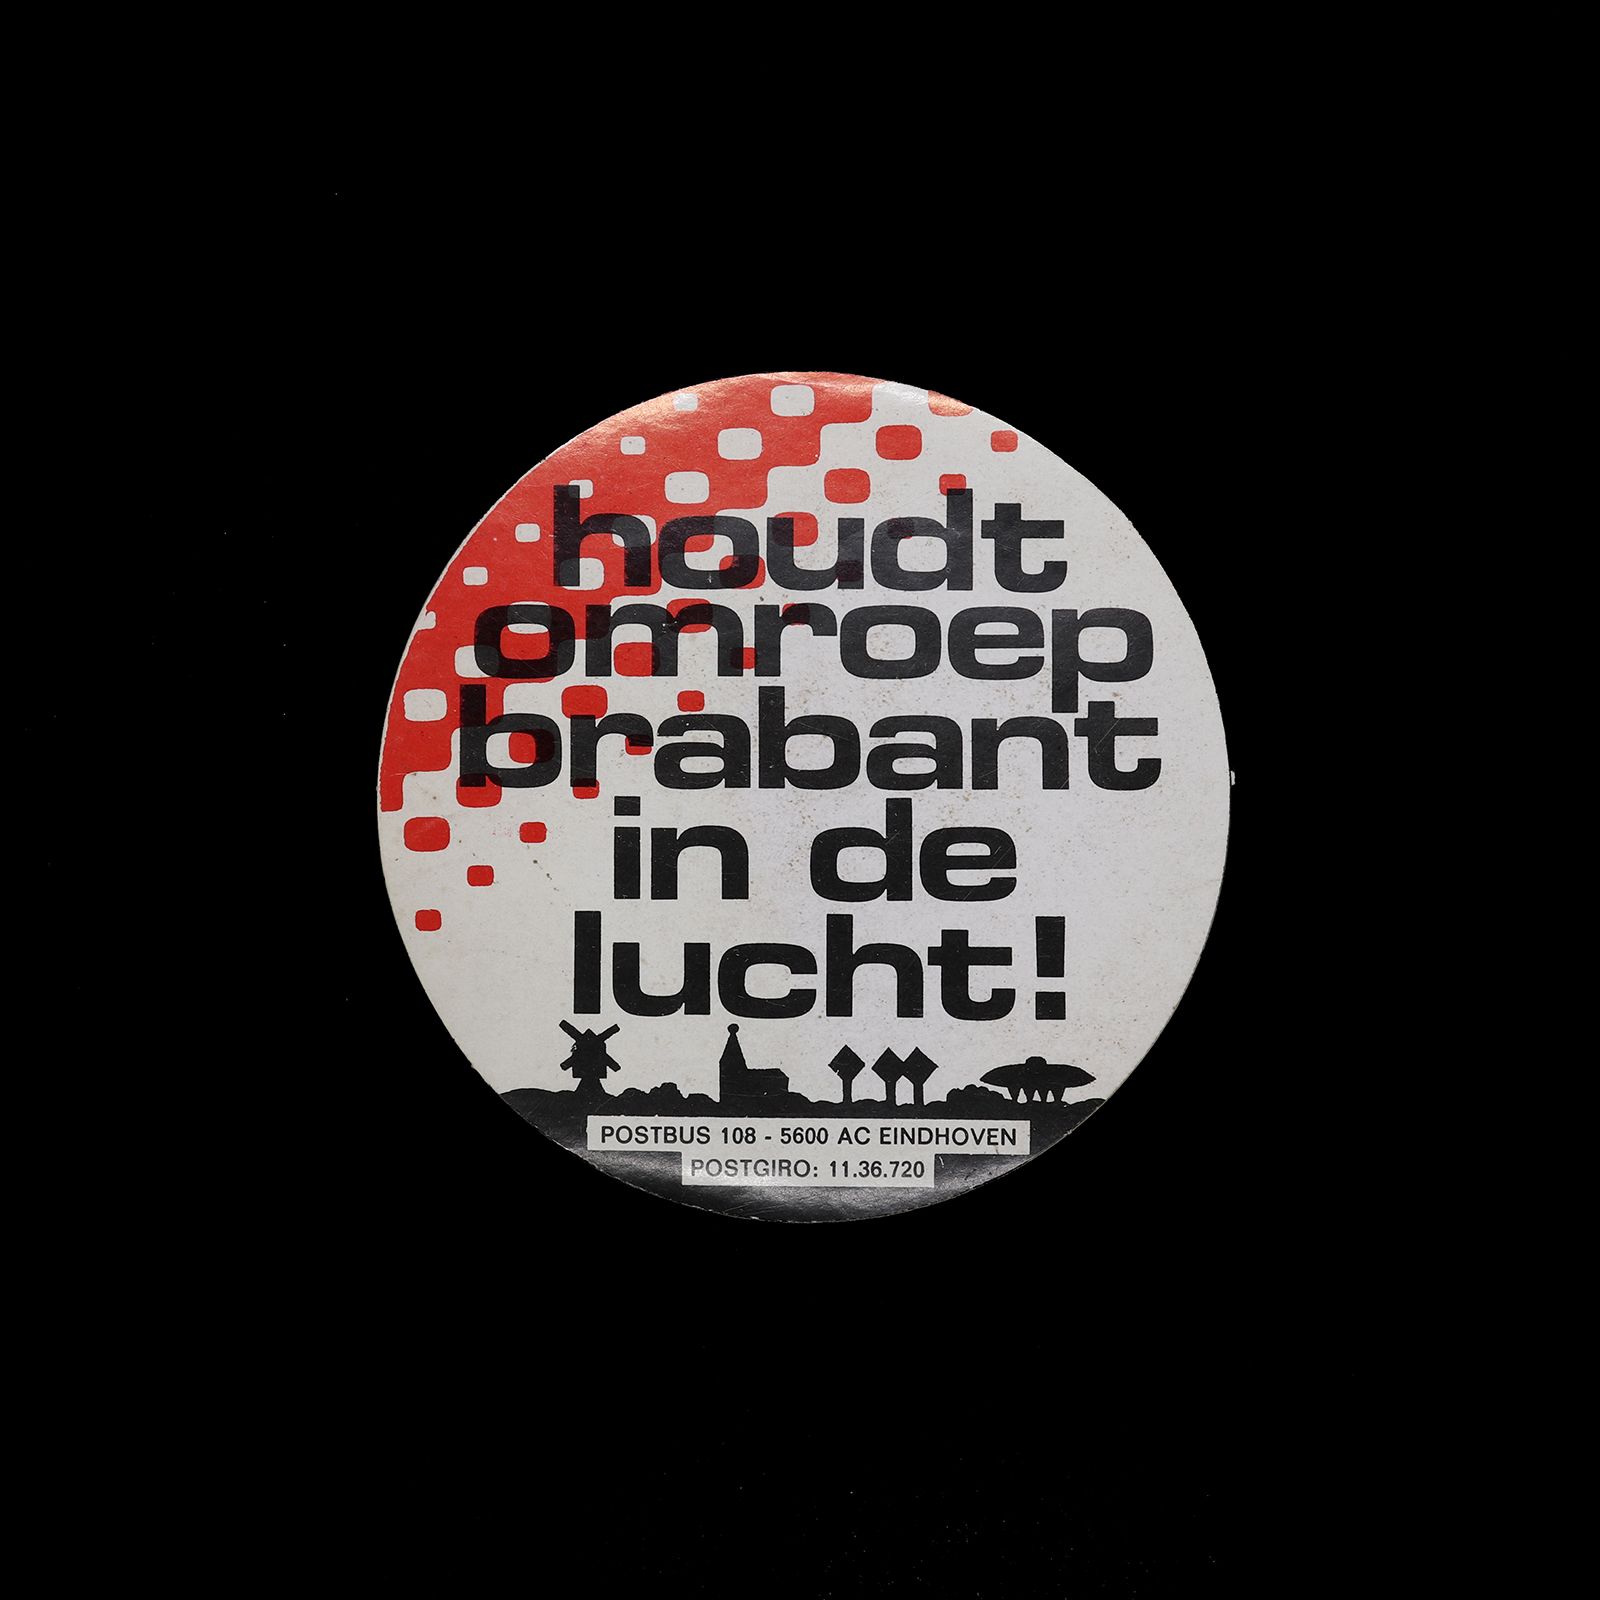 houdt
omroep
brabant
in de
lucht!
POSTBUS 108 - 5600 AC EINDHOVEN
POSTGIRO: 11.36.720